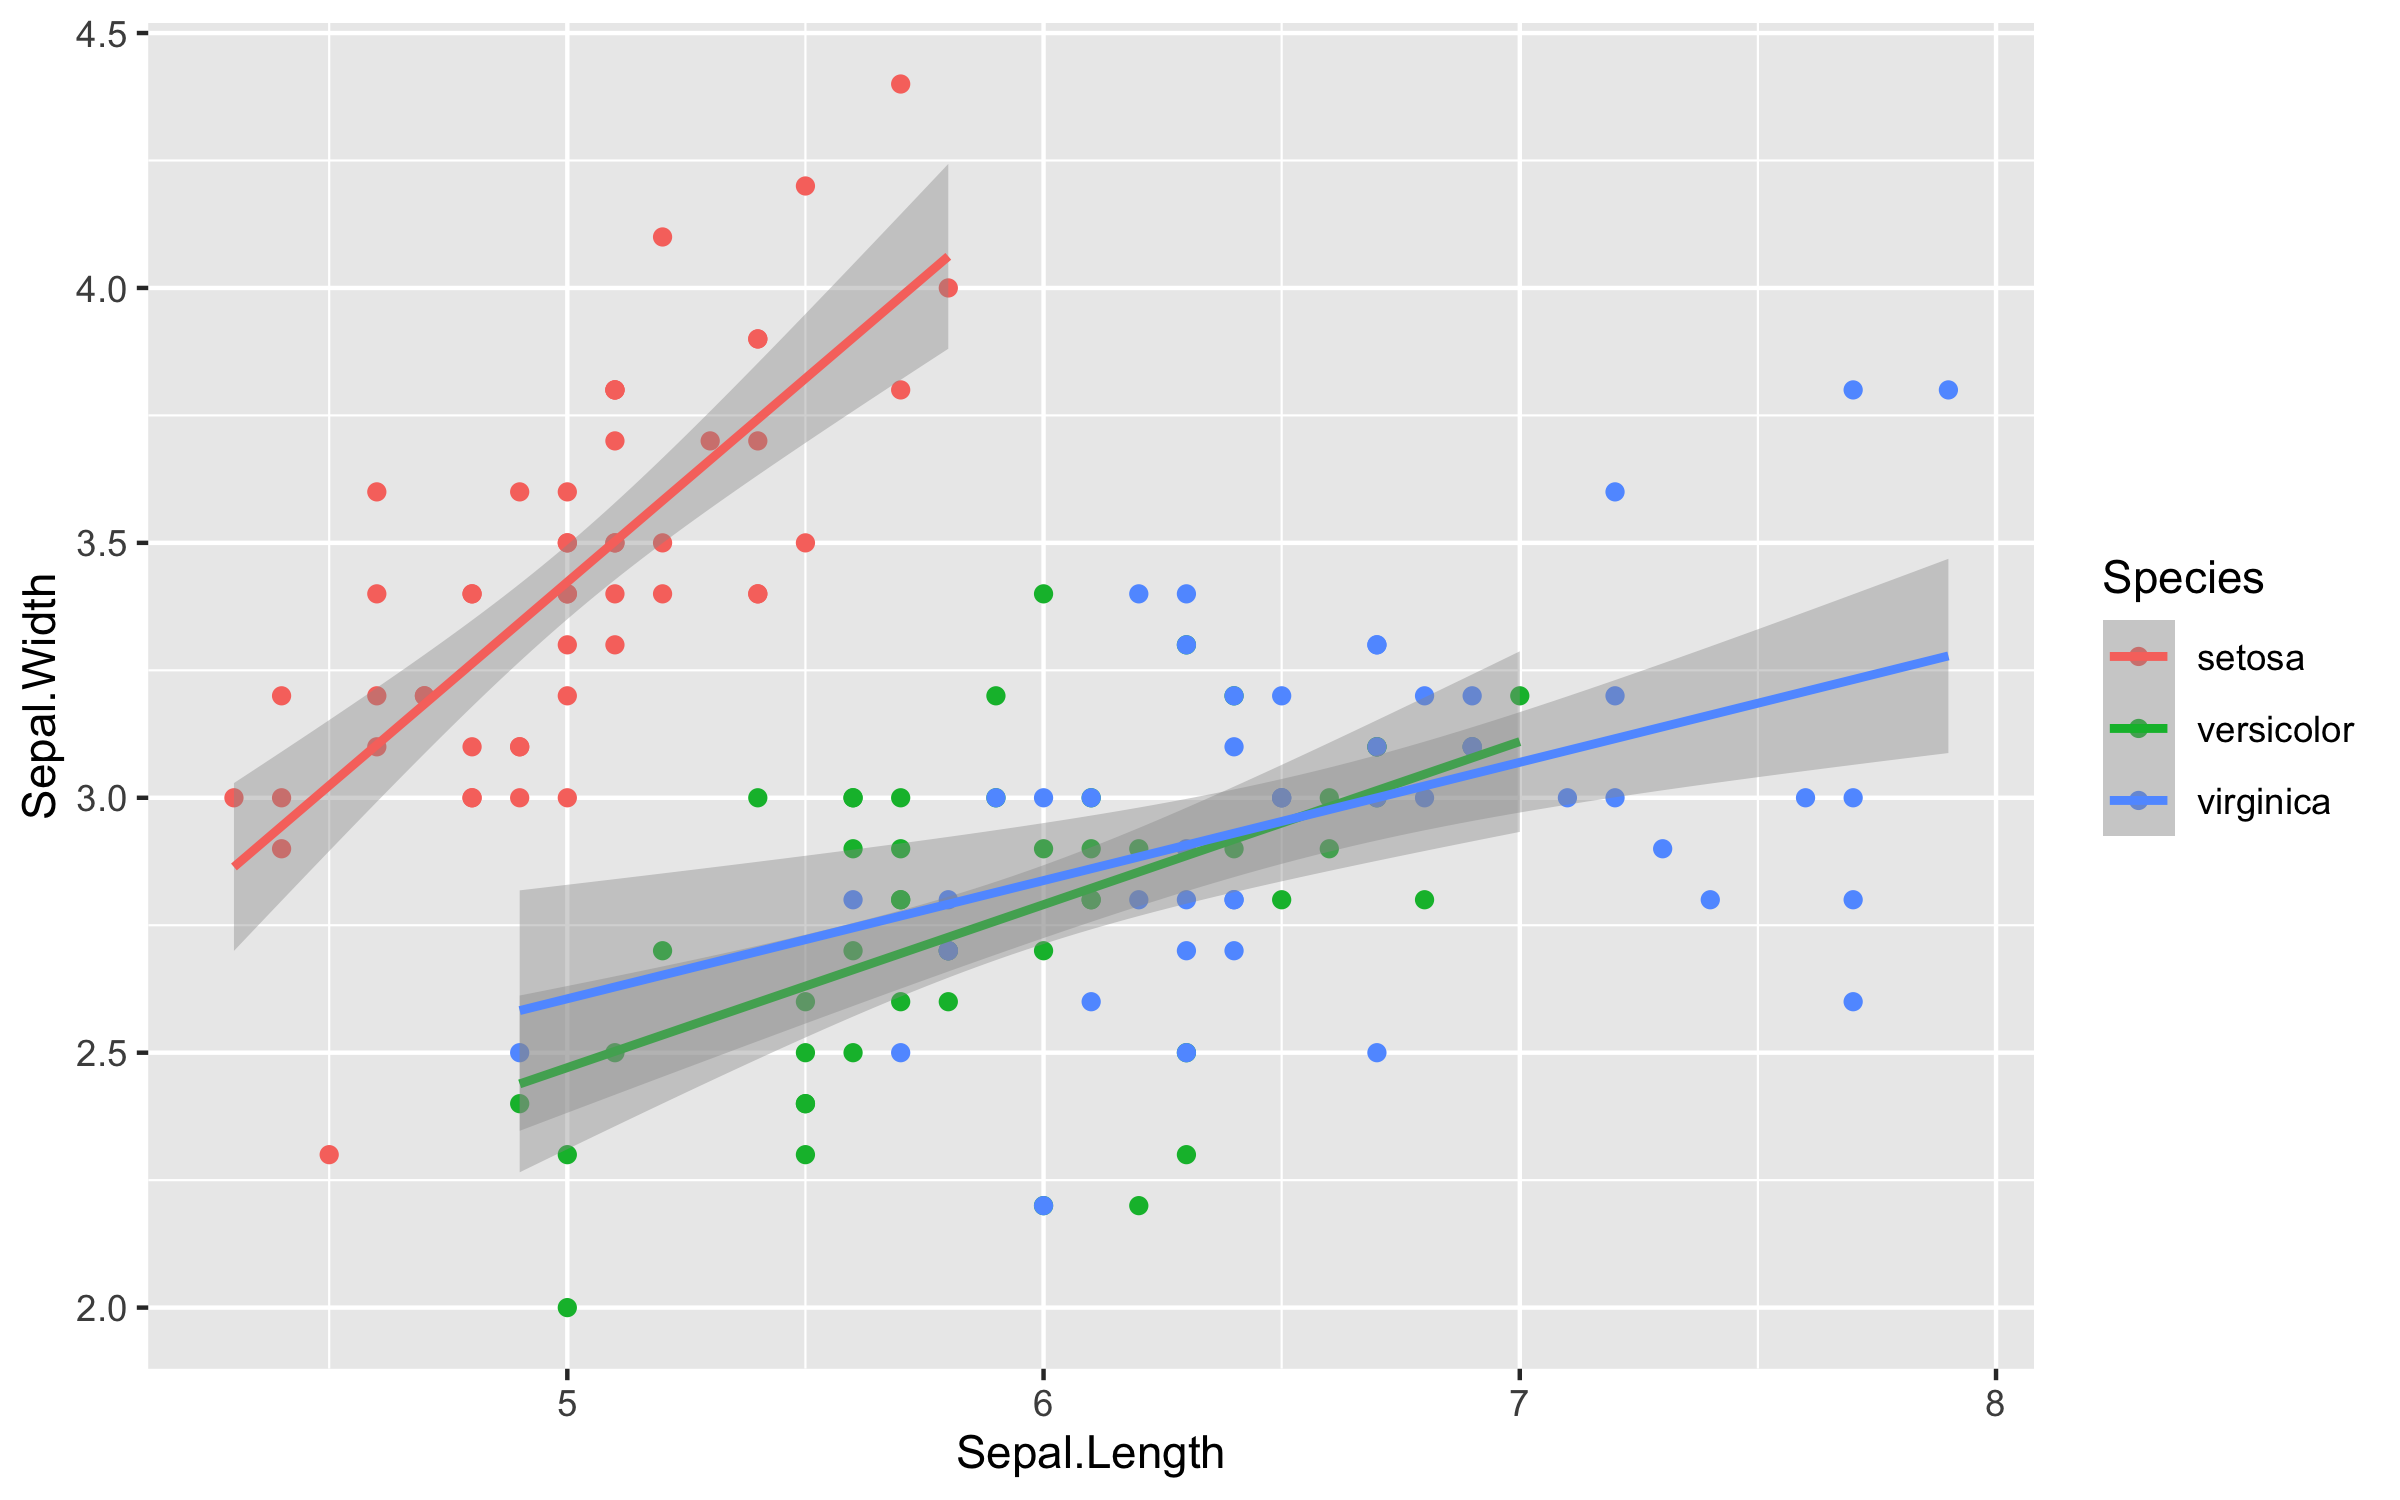 4.5
4.0
3.5
3.0
2.5
2.0
Sepal.Width
5 6 7 8
Sepal.Length
Species
setosa
versicolor
virginica